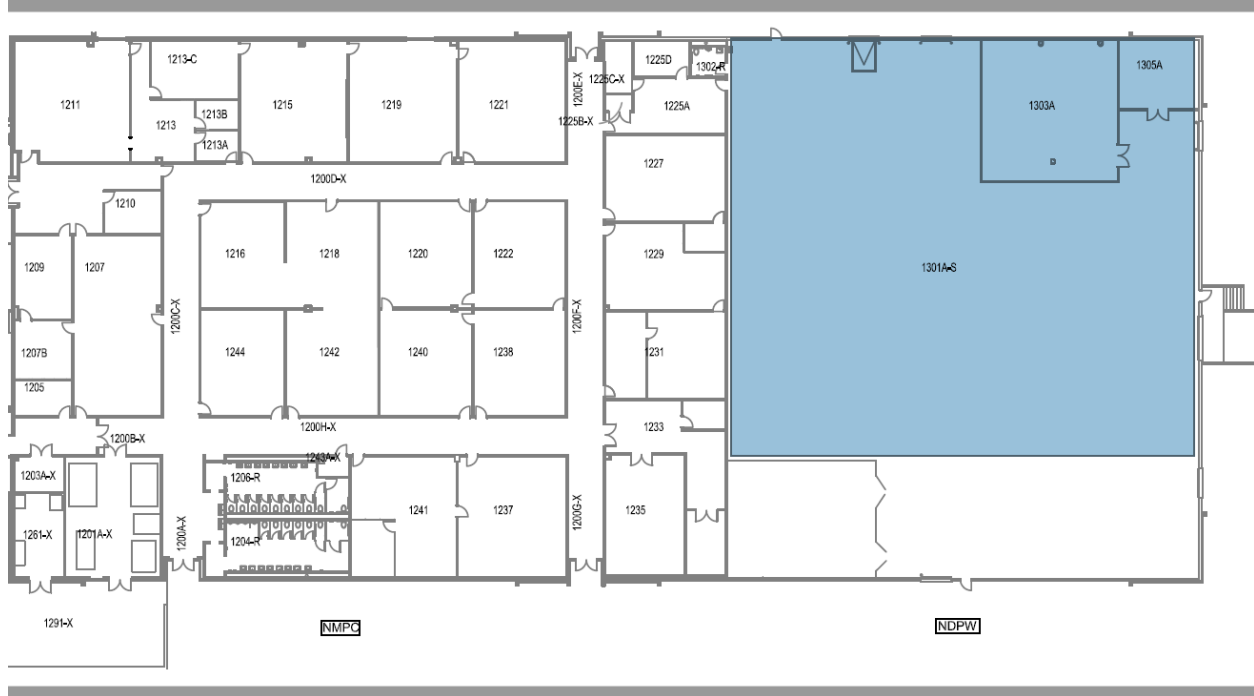 1213-C
1225D
1302-R
1305A
1211
1215
1219
1221
1200E-X
1225C-X
1303A
1213B
1213
1225A
1225B-X
1213A
1227
1200D-X
1210
1216
1218
1220
1222
1229
1209
1207
1301A-S
1200C-X
1200F-X
1207B
1244
1242
1240
1238
1231
1205
1200B-X
1200H-X
1233
1243A-X
1203A-X
1206-R
1241
1237
1200G-X
1235
1261-X
1201A-X
1200A-X
1204-R
1291-X
NMPC
NDPW